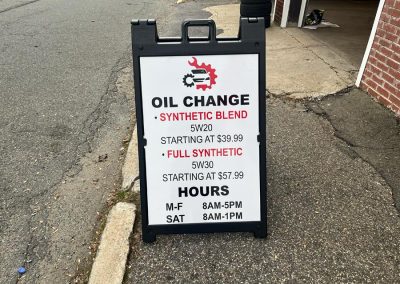 OIL CHANGE
• SYNTHETIC BLEND
5W20
STARTING AT $39.99
• FULL SYNTHETIC
5W30
STARTING AT $57.99
HOURS
M-F 8AM-5PM
SAT 8AM-1PM